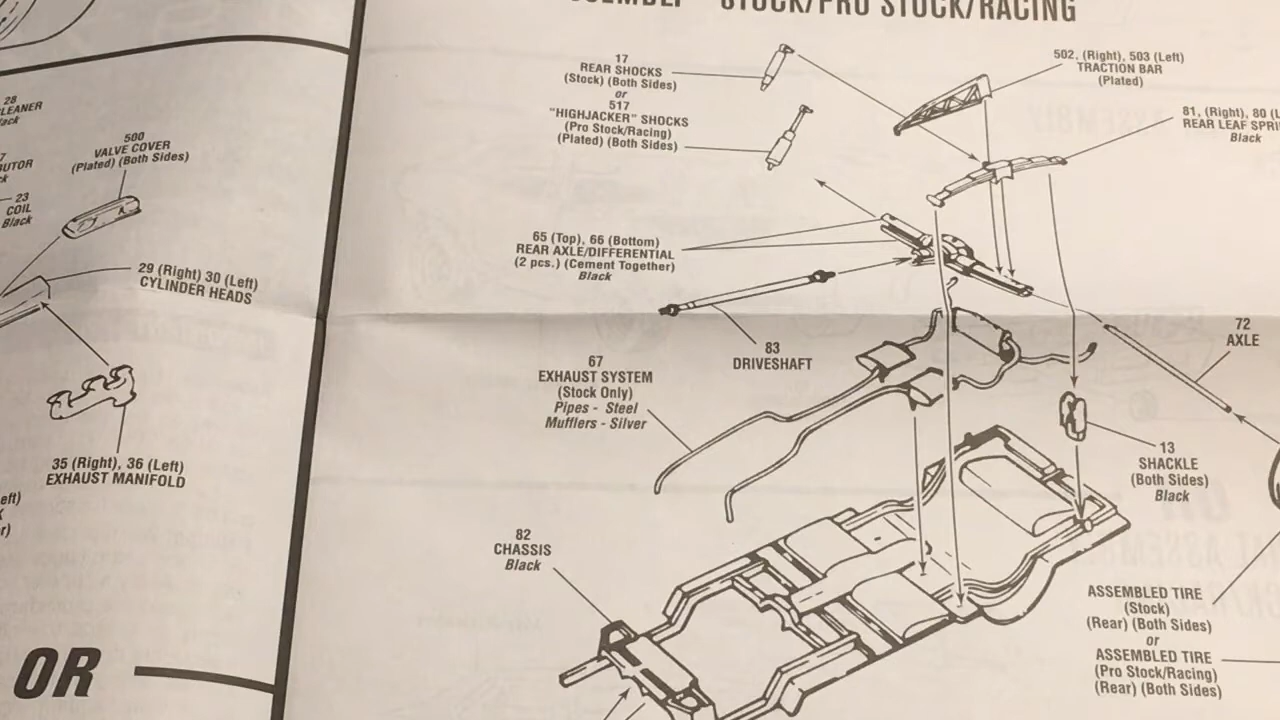 STOCK/PRO STOCK/RACING
28
Black
500
VALVE COVER
(Plated) (Both Sides)
23
COIL
Black
29 (Right) 30 (Left)
CYLINDER HEADS
35 (Right), 36 (Left)
EXHAUST MANIFOLD
OR
17
REAR SHOCKS
(Stock) (Both Sides)
or
517
"HIGHJACKER" SHOCKS
(Pro Stock/Racing)
(Plated) (Both Sides)
502, (Right), 503 (Left)
TRACTION BAR
(Plated)
81, (Right), 80
REAR LEAF
Black
65 (Top), 66 (Bottom)
REAR AXLE/DIFFERENTIAL
(2 pcs.) (Cement Together)
Black
83
DRIVESHAFT
72
AXLE
67
EXHAUST SYSTEM
(Stock Only)
Pipes - Steel
Mufflers - Silver
13
SHACKLE
(Both Sides)
Black
82
CHASSIS
Black
ASSEMBLED TIRE
(Stock)
(Rear) (Both Sides)
or
ASSEMBLED TIRE
(Pro Stock/Racing)
(Rear) (Both Sides)